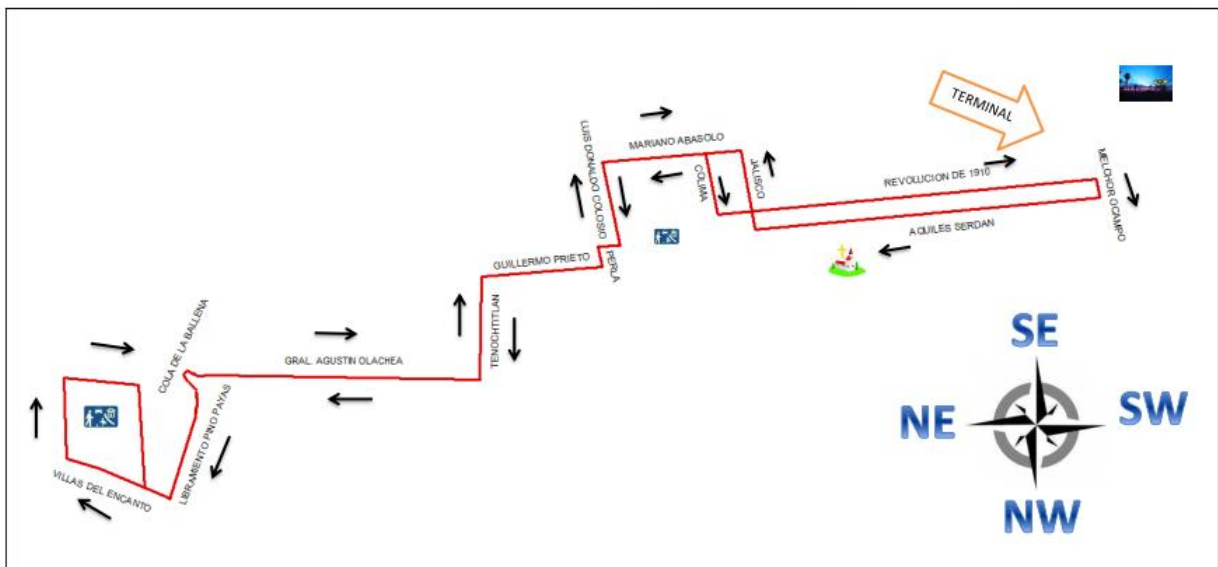 TERMINAL
LUIS DONALDO COLOSIO
MARIANO ABASOLO
COLIMA
JALISCO
REVOLUCION DE 1910
MELCHOR OCAMPO
AQUILES SERDAN
GUILLERMO PRIETO
PERLA
TENOCHTITLAN
COLA DE LA BALLENA
GRAL. AGUSTIN OLACHEA
LIBRAMIENTO PINO PAYAS
VILLAS DEL ENCANTO
SE
NE
SW
NW